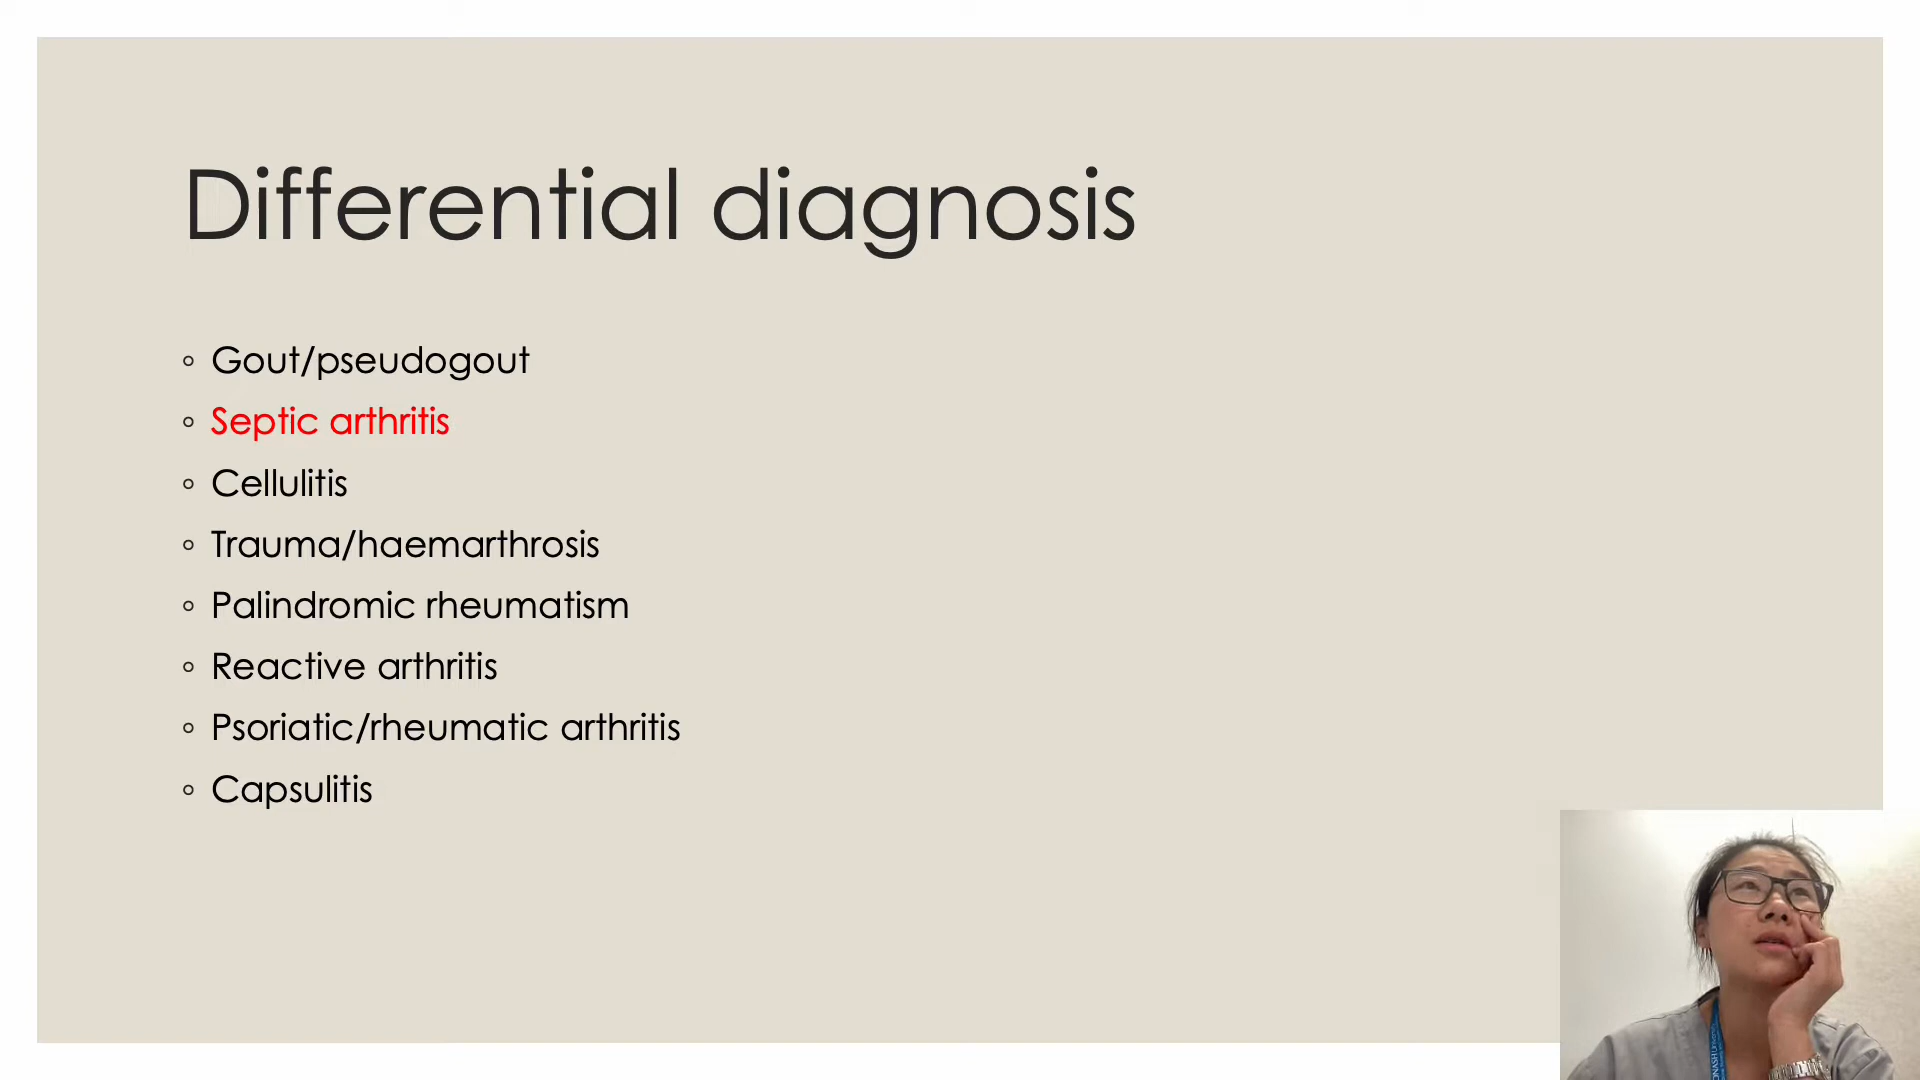 Differential diagnosis
◦ Gout/pseudogout
◦ Septic arthritis
◦ Cellulitis
◦ Trauma/haemarthrosis
◦ Palindromic rheumatism
◦ Reactive arthritis
◦ Psoriatic/rheumatic arthritis
◦ Capsulitis